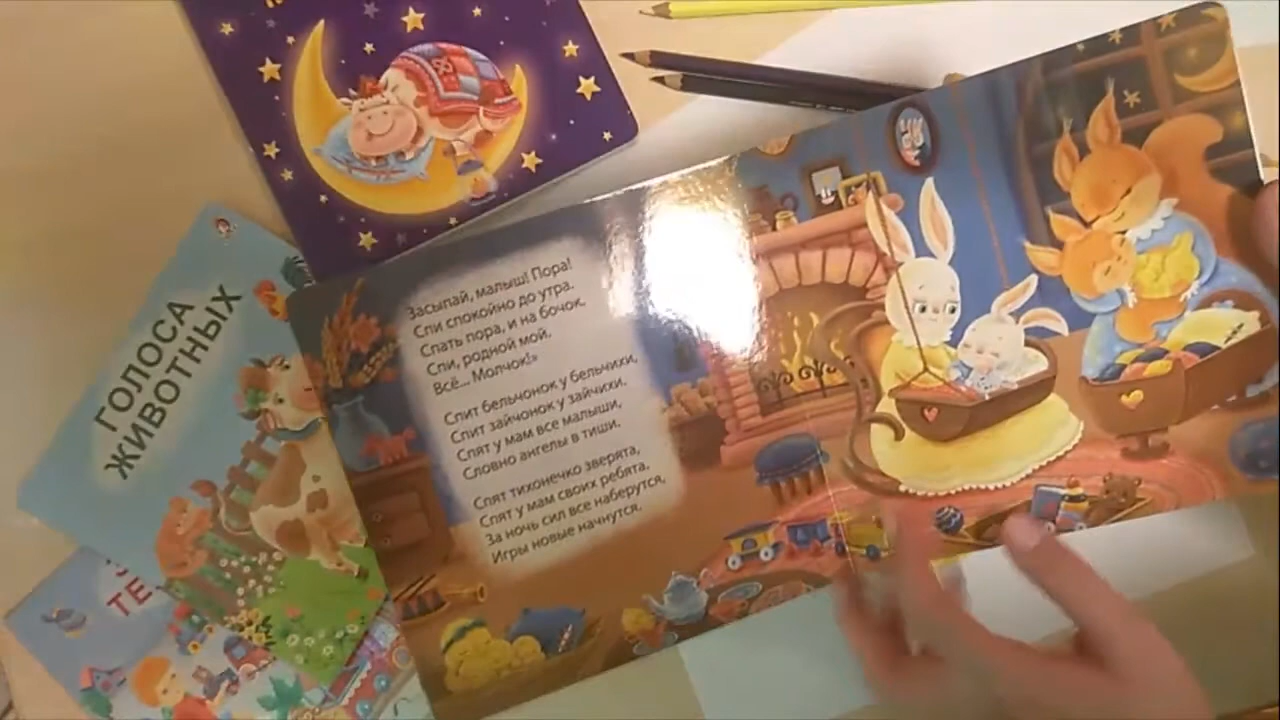 Засыпай, малыш! Пора!
Спи спокойно до утра.
Спать пора, и на бочок.
Спи, родной мой.
Всё... Молчок!»
Спит бельчонок у бельчихи,
Спит зайчонок у зайчихи,
Спят у мам все малыши,
Словно ангелы в тиши.
Спят тихонечко зверята,
Спят у мам своих ребята.
За ночь сил все наберутся,
Игры новые начнутся.
ГОЛОСА
ЖИВОТНЫХ